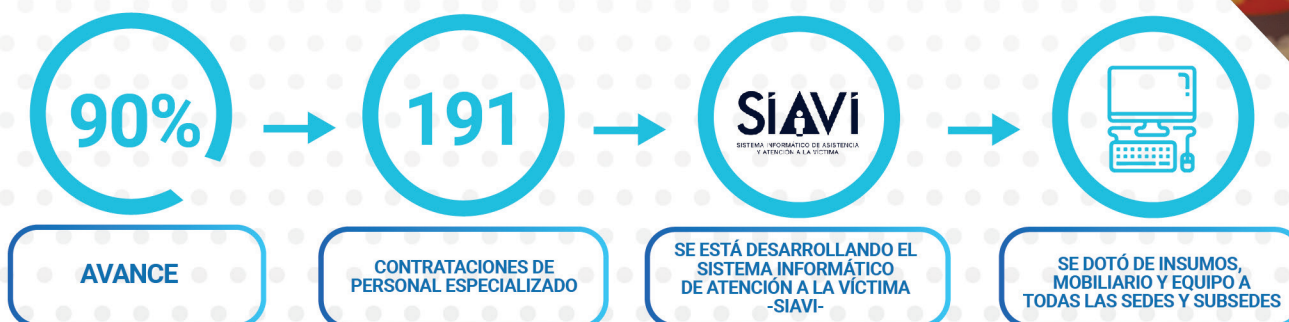 90%
191
SiAVi
SISTEMA INFORMÁTICO DE ASISTENCIA
Y ATENCIÓN A LA VÍCTIMA
AVANCE
CONTRATACIONES DE
PERSONAL ESPECIALIZADO
SE ESTÁ DESARROLLANDO EL
SISTEMA INFORMÁTICO
DE ATENCIÓN A LA VÍCTIMA
-SIAVI-
SE DOTÓ DE INSUMOS,
MOBILIARIO Y EQUIPO A
TODAS LAS SEDES Y SUBSEDES